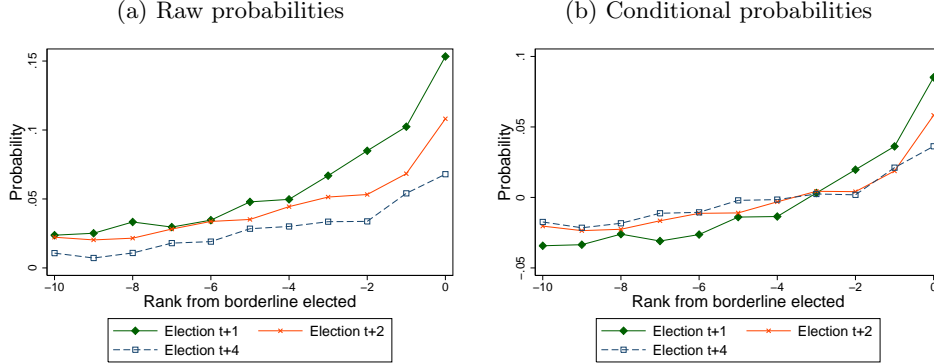 (a) Raw probabilities
Probability
.15
.1
.05
0
−10 −8 −6 −4 −2 0
Rank from borderline elected
Election t+1 Election t+2
Election t+4
(b) Conditional probabilities
Probability
.1
.05
0
−.05
−10 −8 −6 −4 −2 0
Rank from borderline elected
Election t+1 Election t+2
Election t+4